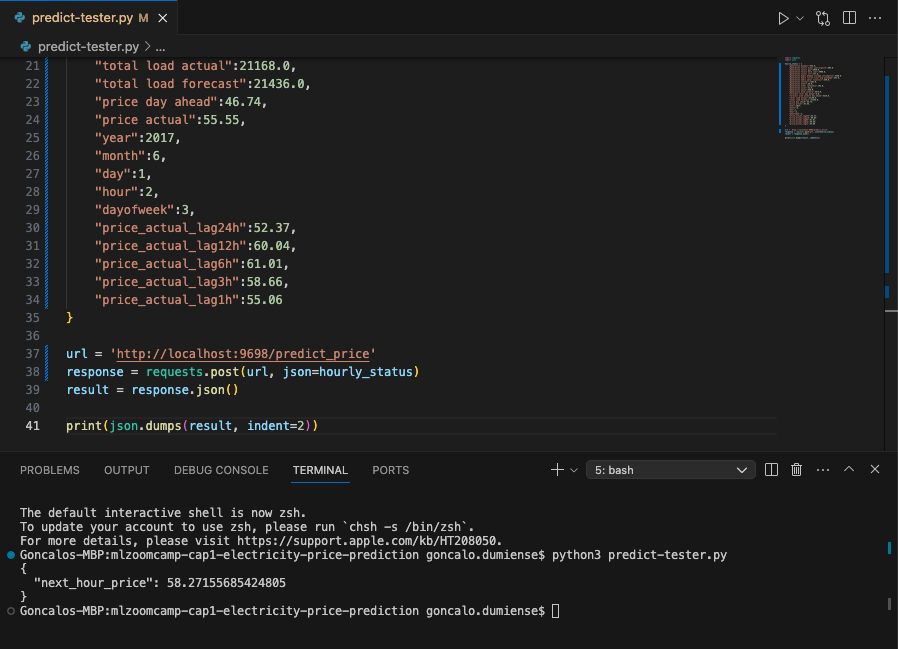 predict-tester.py M
predict-tester.py > ...
21 "total load actual":21168.0,
22 "total load forecast":21436.0,
23 "price day ahead":46.74,
24 "price actual":55.55,
25 "year":2017,
26 "month":6,
27 "day":1,
28 "hour":2,
29 "dayofweek":3,
30 "price_actual_lag24h":52.37,
31 "price_actual_lag12h":60.04,
32 "price_actual_lag6h":61.01,
33 "price_actual_lag3h":58.66,
34 "price_actual_lag1h":55.06
35 }
36
37 url = 'http://localhost:9698/predict_price'
38 response = requests.post(url, json=hourly_status)
39 result = response.json()
40
41 print(json.dumps(result, indent=2))
PROBLEMS OUTPUT DEBUG CONSOLE TERMINAL PORTS 5: bash
The default interactive shell is now zsh.
To update your account to use zsh, please run `chsh -s /bin/zsh`.
For more details, please visit https://support.apple.com/kb/HT208050.
Goncalos-MBP:mlzoomcamp-cap1-electricity-price-prediction goncalo.dumiense$ python3 predict-tester.py
{
"next_hour_price": 58.27155685424805
}
Goncalos-MBP:mlzoomcamp-cap1-electricity-price-prediction goncalo.dumiense$